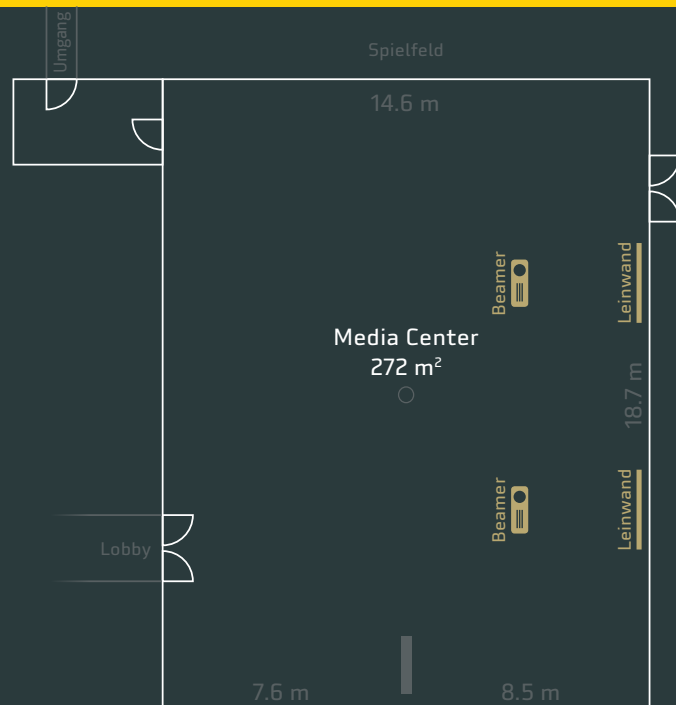 Umgang
Spielfeld
14.6 m
Beamer
Leinwand
Media Center
272 m²
18.7 m
Beamer
Leinwand
Lobby
7.6 m
8.5 m